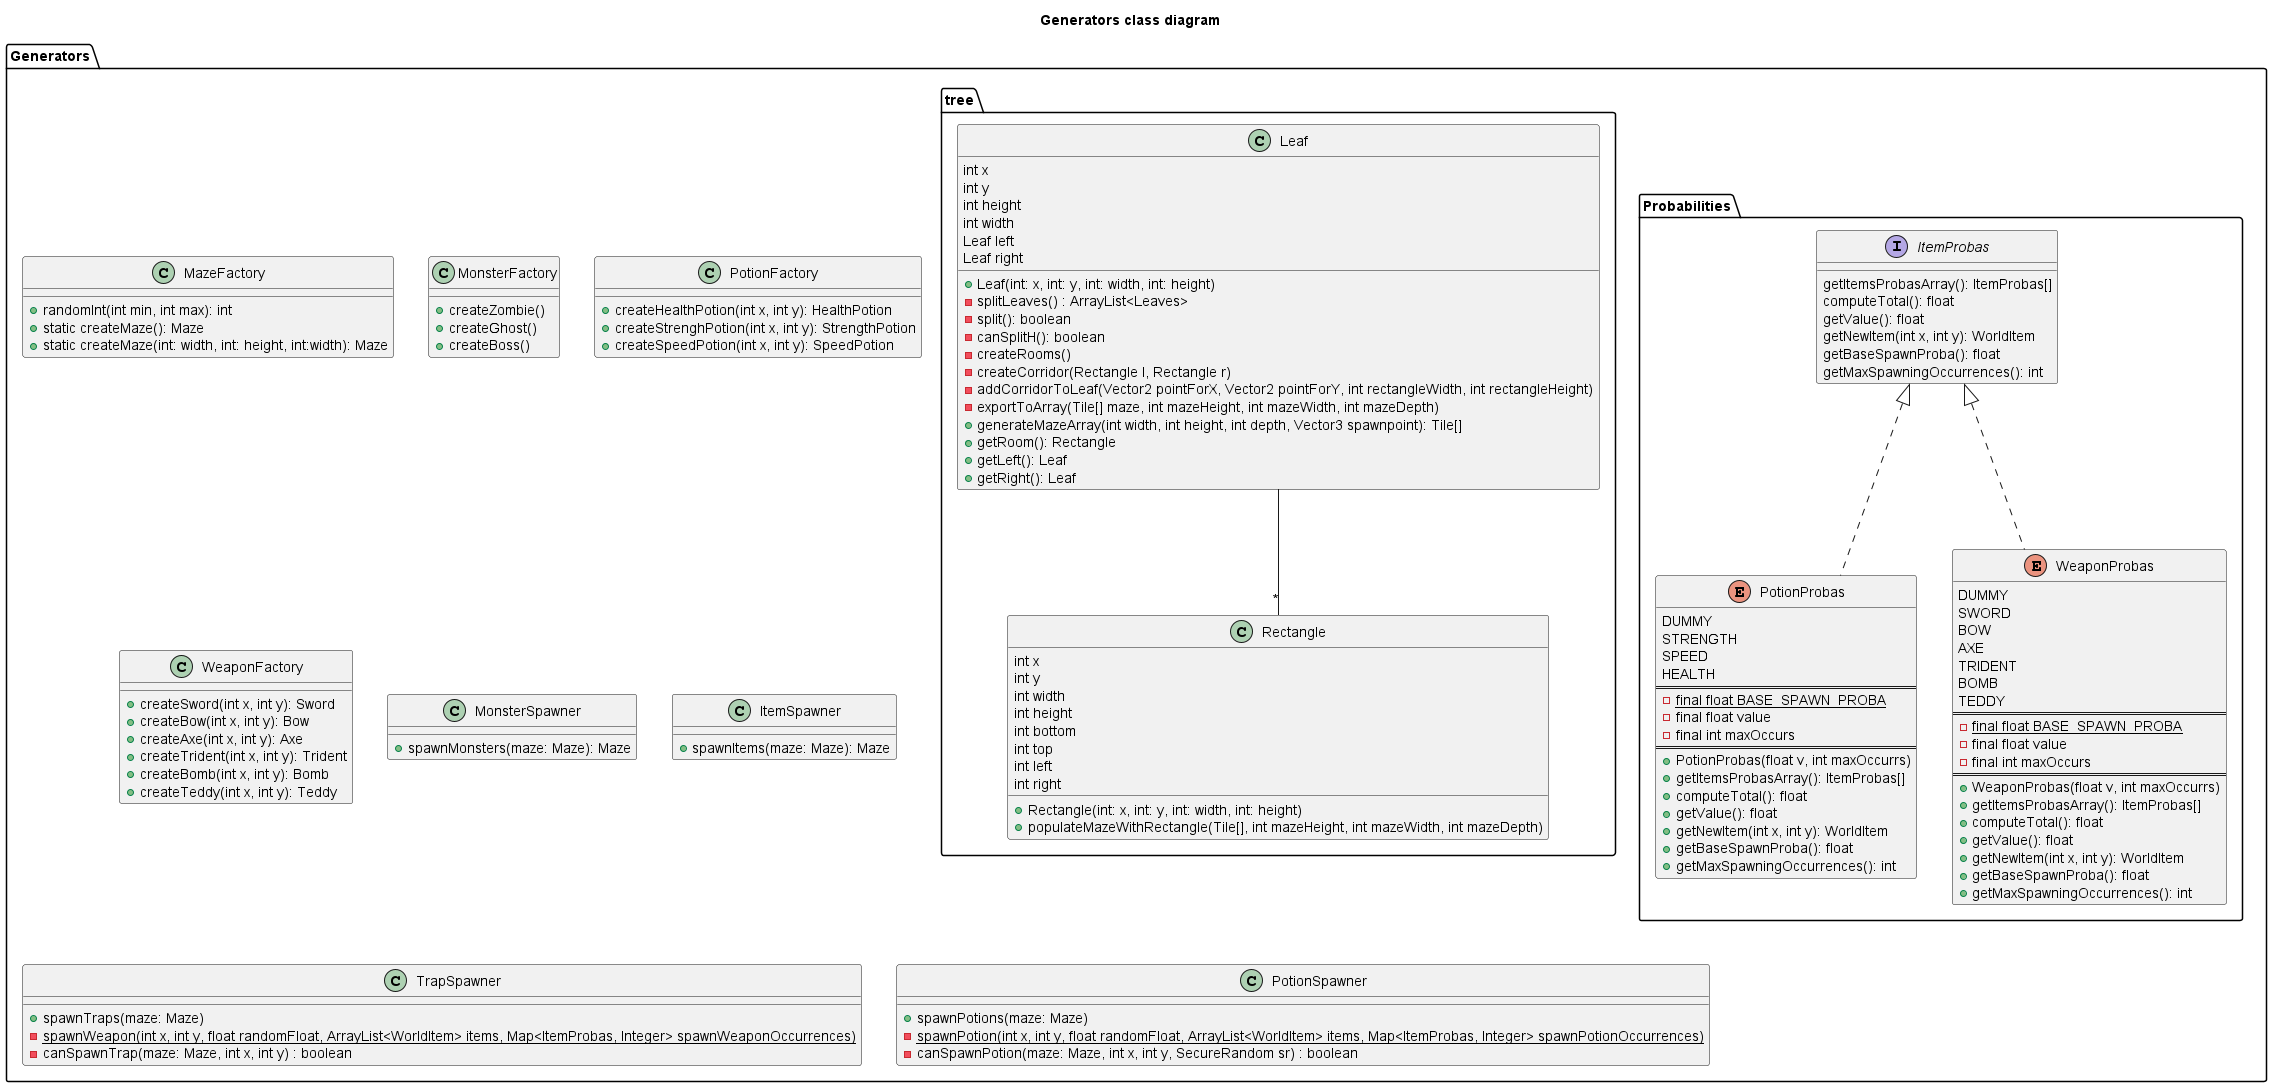 Generators class diagram
Generators
tree
C Leaf
int x
int y
int height
int width
Leaf left
Leaf right
Leaf(int: x, int: y, int: width, int: height)
splitLeaves() : ArrayList<Leaves>
split(): boolean
canSplitH(): boolean
createRooms()
createCorridor(Rectangle l, Rectangle r)
addCorridorToLeaf(Vector2 pointForX, Vector2 pointForY, int rectangleWidth, int rectangleHeight)
exportToArray(Tile[] maze, int mazeHeight, int mazeWidth, int mazeDepth)
generateMazeArray(int width, int height, int depth, Vector3 spawnpoint): Tile[]
getRoom(): Rectangle
getLeft(): Leaf
getRight(): Leaf
*
C Rectangle
int x
int y
int width
int height
int bottom
int top
int left
int right
Rectangle(int: x, int: y, int: width, int: height)
populateMazeWithRectangle(Tile[], int mazeHeight, int mazeWidth, int mazeDepth)
Probabilities
I ItemProbas
getItemsProbasArray(): ItemProbas[]
computeTotal(): float
getValue(): float
getNewItem(int x, int y): WorldItem
getBaseSpawnProba(): float
getMaxSpawningOccurrences(): int
E PotionProbas
DUMMY
STRENGTH
SPEED
HEALTH
final float BASE_SPAWN_PROBA
final float value
final int maxOccurs
PotionProbas(float v, int maxOccurrs)
getItemsProbasArray(): ItemProbas[]
computeTotal(): float
getValue(): float
getNewItem(int x, int y): WorldItem
getBaseSpawnProba(): float
getMaxSpawningOccurrences(): int
E WeaponProbas
DUMMY
SWORD
BOW
AXE
TRIDENT
BOMB
TEDDY
final float BASE_SPAWN_PROBA
final float value
final int maxOccurs
WeaponProbas(float v, int maxOccurrs)
getItemsProbasArray(): ItemProbas[]
computeTotal(): float
getValue(): float
getNewItem(int x, int y): WorldItem
getBaseSpawnProba(): float
getMaxSpawningOccurrences(): int
C MazeFactory
randomInt(int min, int max): int
static createMaze(): Maze
static createMaze(int: width, int: height, int:width): Maze
C MonsterFactory
createZombie()
createGhost()
createBoss()
C PotionFactory
createHealthPotion(int x, int y): HealthPotion
createStrenghPotion(int x, int y): StrengthPotion
createSpeedPotion(int x, int y): SpeedPotion
C WeaponFactory
createSword(int x, int y): Sword
createBow(int x, int y): Bow
createAxe(int x, int y): Axe
createTrident(int x, int y): Trident
createBomb(int x, int y): Bomb
createTeddy(int x, int y): Teddy
C MonsterSpawner
spawnMonsters(maze: Maze): Maze
C ItemSpawner
spawnItems(maze: Maze): Maze
C TrapSpawner
spawnTraps(maze: Maze)
spawnWeapon(int x, int y, float randomFloat, ArrayList<WorldItem> items, Map<ItemProbas, Integer> spawnWeaponOccurrences)
canSpawnTrap(maze: Maze, int x, int y) : boolean
C PotionSpawner
spawnPotions(maze: Maze)
spawnPotion(int x, int y, float randomFloat, ArrayList<WorldItem> items, Map<ItemProbas, Integer> spawnPotionOccurrences)
canSpawnPotion(maze: Maze, int x, int y, SecureRandom sr) : boolean